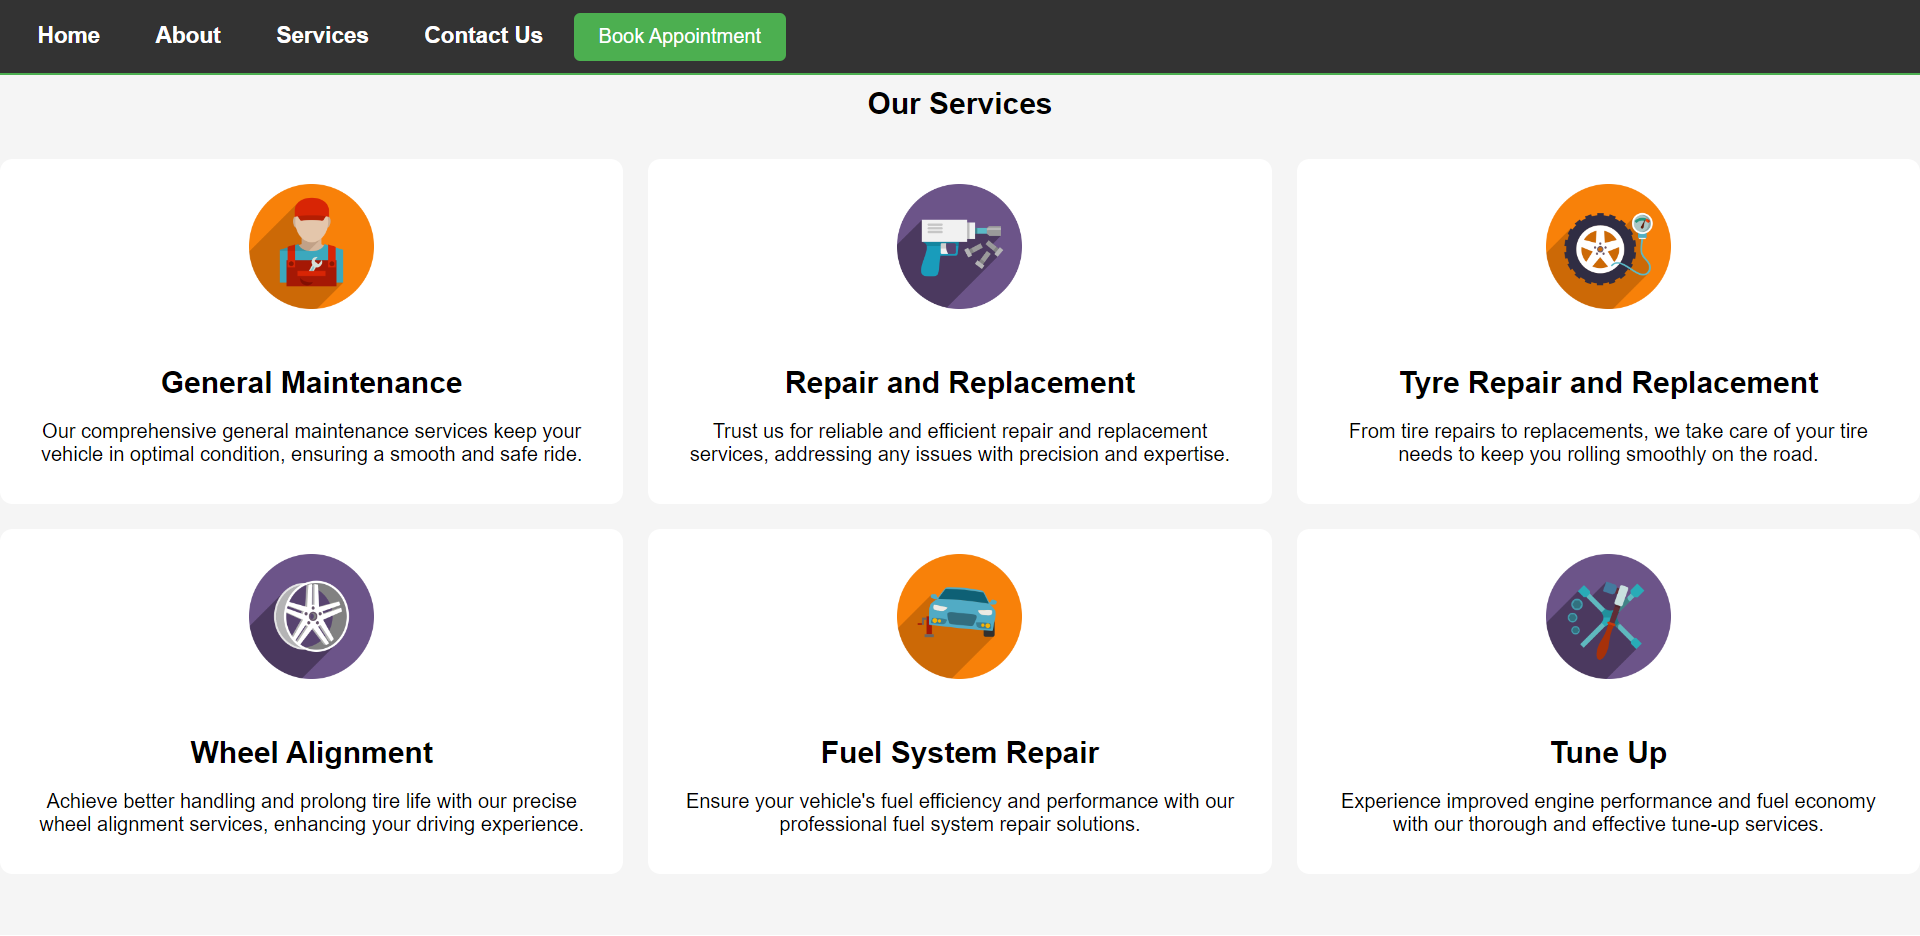 Home
About
Services
Contact Us
Book Appointment
Our Services
General Maintenance
Our comprehensive general maintenance services keep your
vehicle in optimal condition, ensuring a smooth and safe ride.
Repair and Replacement
Trust us for reliable and efficient repair and replacement
services, addressing any issues with precision and expertise.
Tyre Repair and Replacement
From tire repairs to replacements, we take care of your tire
needs to keep you rolling smoothly on the road.
Wheel Alignment
Achieve better handling and prolong tire life with our precise
wheel alignment services, enhancing your driving experience.
Fuel System Repair
Ensure your vehicle's fuel efficiency and performance with our
professional fuel system repair solutions.
Tune Up
Experience improved engine performance and fuel economy
with our thorough and effective tune-up services.